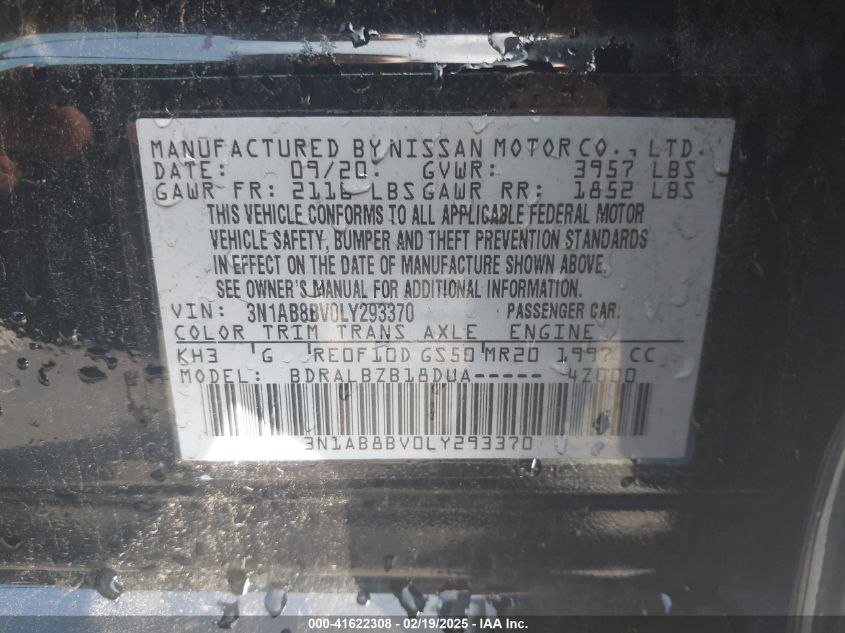 MANUFACTURED BY NISSAN MOTOR CO., LTD.
DATE: 09/20 GVWR: 3957 LBS
GAWR FR: 2116 LBS GAWR RR: 1852 LBS
THIS VEHICLE CONFORMS TO ALL APPLICABLE FEDERAL MOTOR
VEHICLE SAFETY, BUMPER AND THEFT PREVENTION STANDARDS
IN EFFECT ON THE DATE OF MANUFACTURE SHOWN ABOVE.
SEE OWNER'S MANUAL FOR ADDITIONAL INFORMATION.
VIN: 3N1AB8BV0LY293370 PASSENGER CAR
COLOR TRIM TRANS AXLE ENGINE
KH3 G RE0F10D GS50 MR20 1997 CC
MODEL: BDRALBZB18DUA----- 4Z000
3N1AB8BV0LY293370
000-41622308 - 02/19/2025 - IAA Inc.